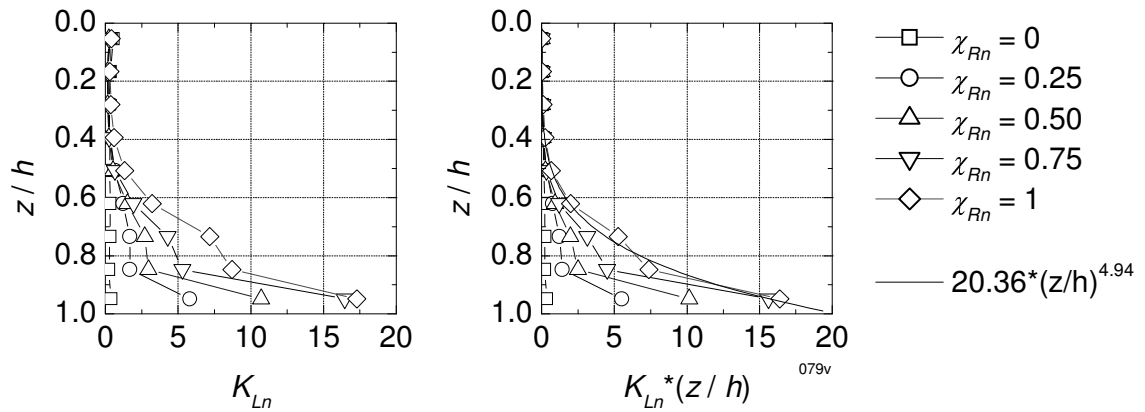 0.0
0.2
0.4
0.6
0.8
1.0
z / h
0 5 10 15 20
K_Ln
0.0
0.2
0.4
0.6
0.8
1.0
z / h
0 5 10 15 20
K_Ln*(z / h)
079v
χ_Rn = 0
χ_Rn = 0.25
χ_Rn = 0.50
χ_Rn = 0.75
χ_Rn = 1
20.36*(z/h)^4.94